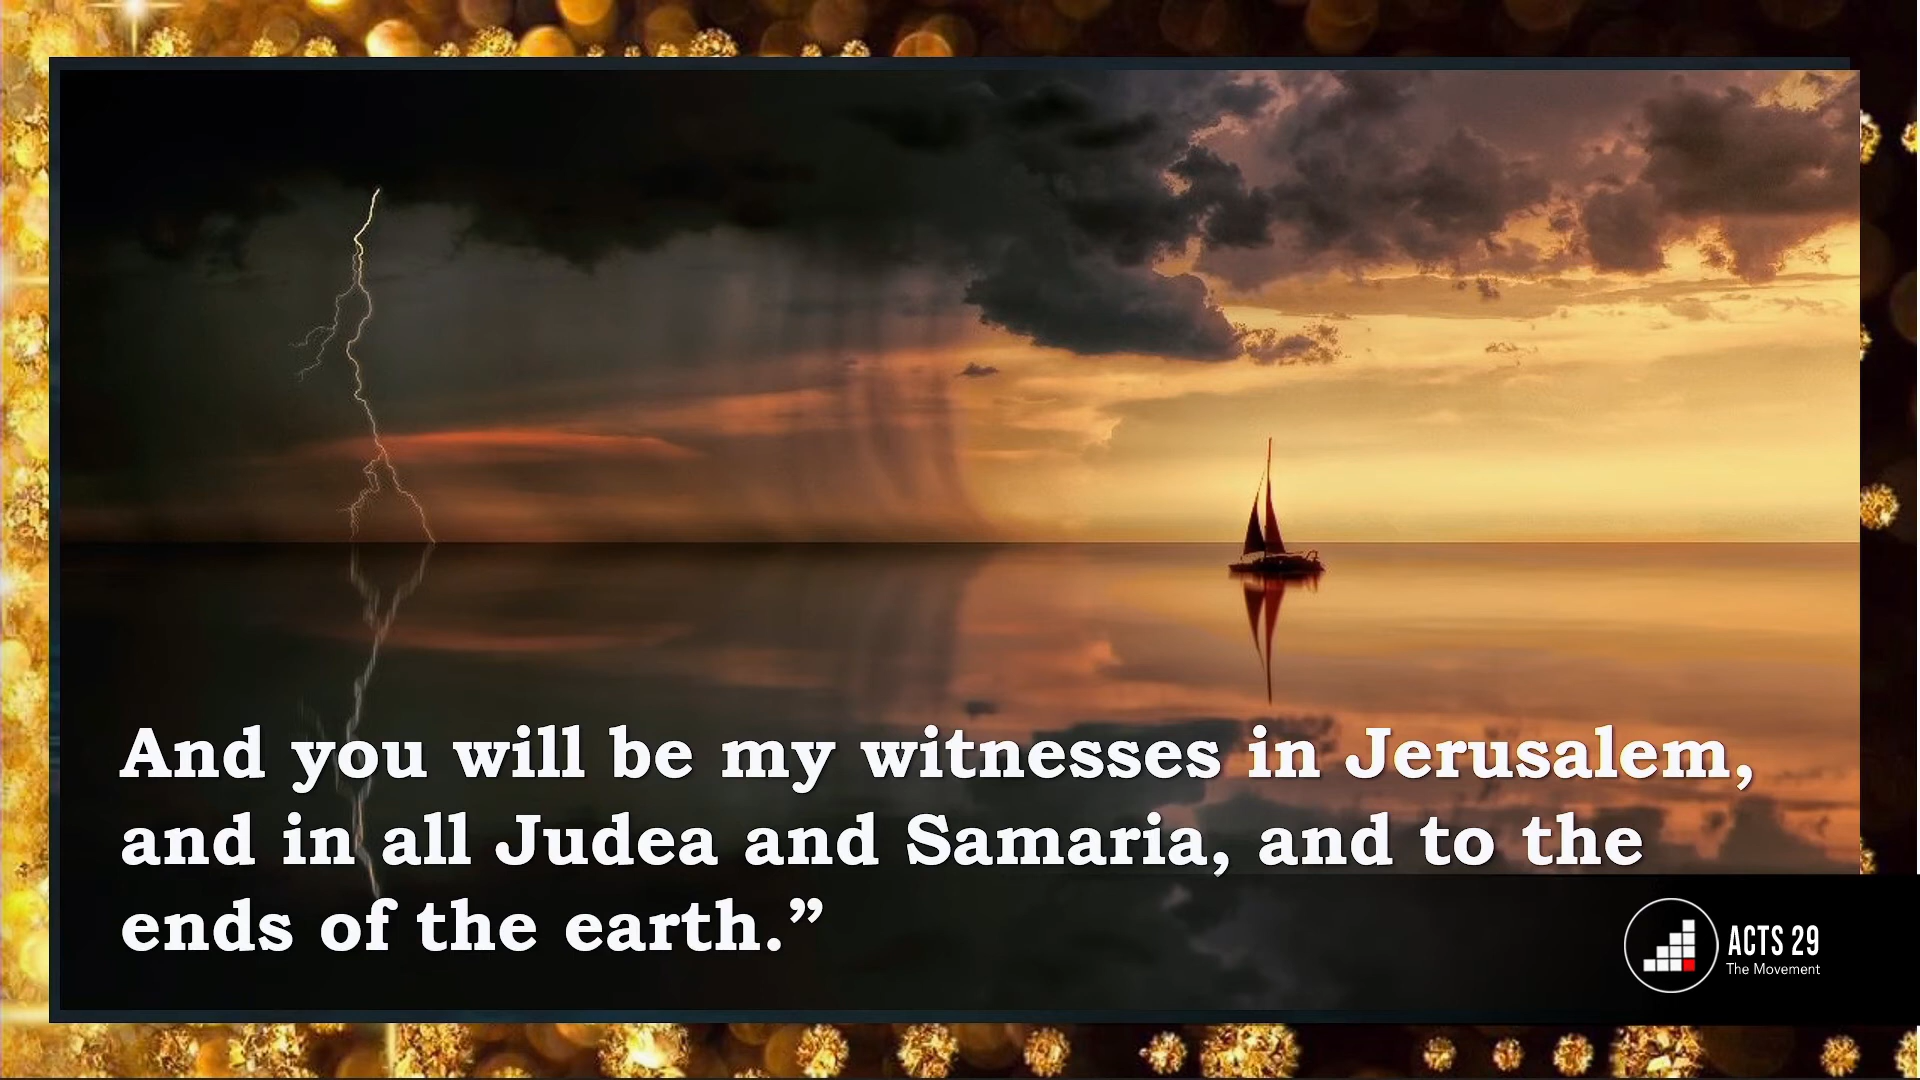 And you will be my witnesses in Jerusalem,
and in all Judea and Samaria, and to the
ends of the earth.”
ACTS 29
The Movement